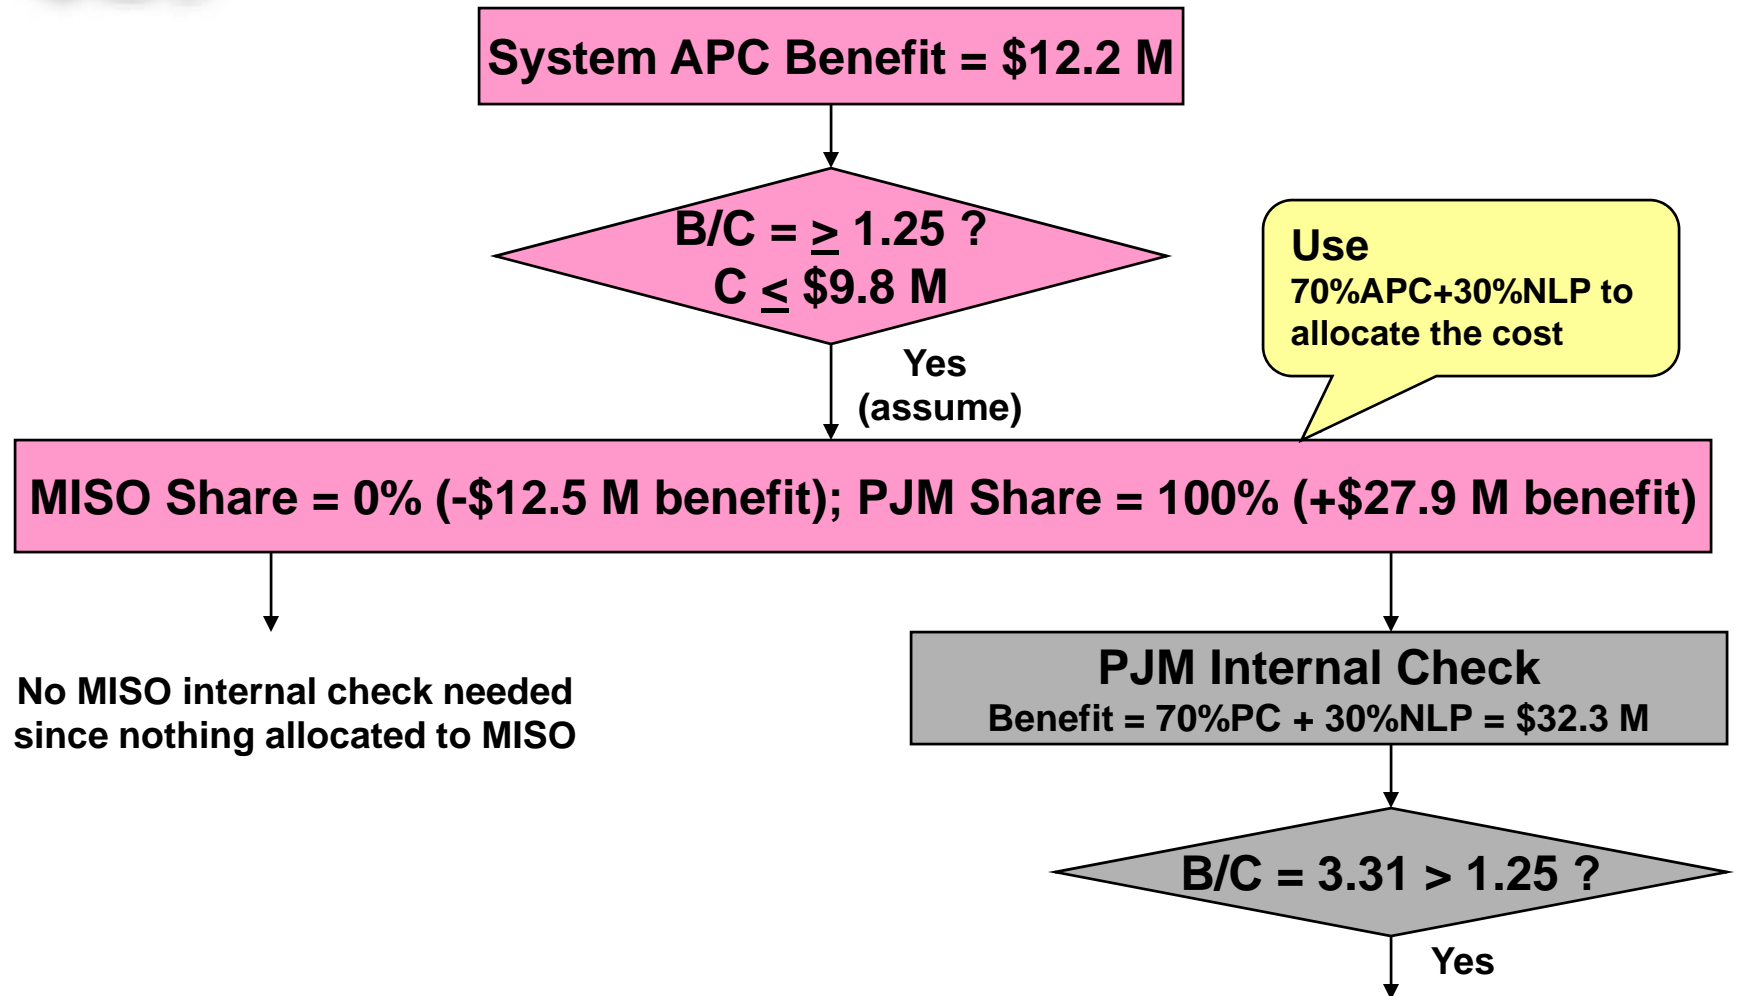 System APC Benefit = $12.2 M
B/C = ≥ 1.25 ?
C ≤ $9.8 M
Use
70%APC+30%NLP to
allocate the cost
Yes
(assume)
MISO Share = 0% (-$12.5 M benefit); PJM Share = 100% (+$27.9 M benefit)
No MISO internal check needed
since nothing allocated to MISO
PJM Internal Check
Benefit = 70%PC + 30%NLP = $32.3 M
B/C = 3.31 > 1.25 ?
Yes